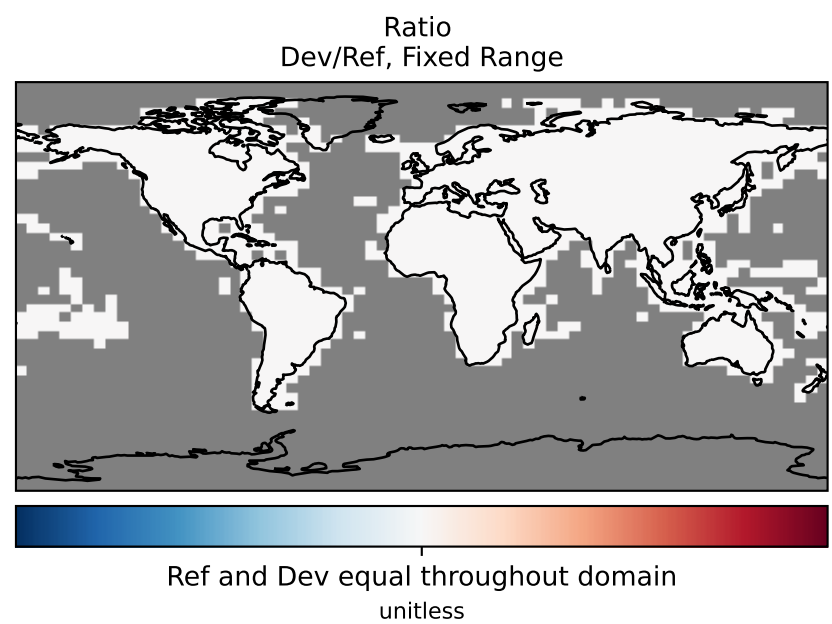 Ratio
Dev/Ref, Fixed Range
Ref and Dev equal throughout domain
unitless